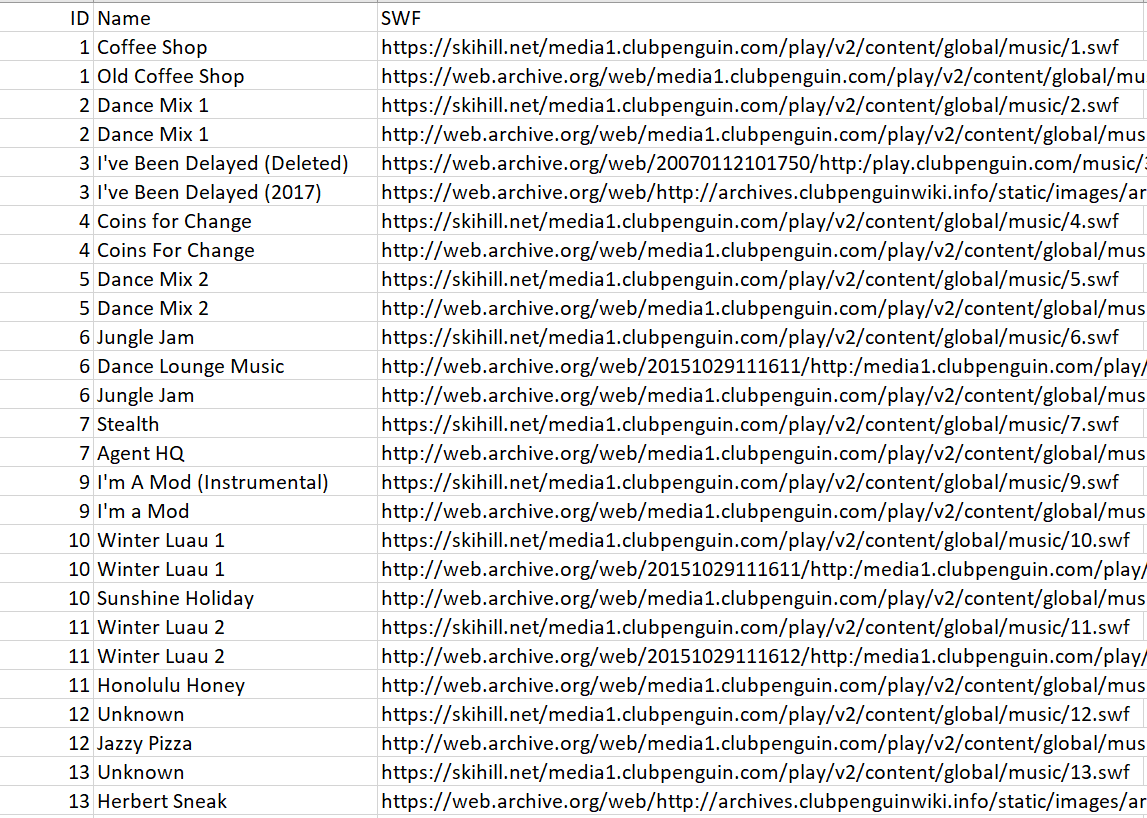 ID Name SWF
1 Coffee Shop https://skihill.net/media1.clubpenguin.com/play/v2/content/global/music/1.swf
1 Old Coffee Shop https://web.archive.org/web/media1.clubpenguin.com/play/v2/content/global/mu
2 Dance Mix 1 https://skihill.net/media1.clubpenguin.com/play/v2/content/global/music/2.swf
2 Dance Mix 1 http://web.archive.org/web/media1.clubpenguin.com/play/v2/content/global/mus
3 I've Been Delayed (Deleted) https://web.archive.org/web/20070112101750/http:/play.clubpenguin.com/music/3
3 I've Been Delayed (2017) https://web.archive.org/web/http://archives.clubpenguinwiki.info/static/images/ar
4 Coins for Change https://skihill.net/media1.clubpenguin.com/play/v2/content/global/music/4.swf
4 Coins For Change http://web.archive.org/web/media1.clubpenguin.com/play/v2/content/global/mus
5 Dance Mix 2 https://skihill.net/media1.clubpenguin.com/play/v2/content/global/music/5.swf
5 Dance Mix 2 http://web.archive.org/web/media1.clubpenguin.com/play/v2/content/global/mus
6 Jungle Jam https://skihill.net/media1.clubpenguin.com/play/v2/content/global/music/6.swf
6 Dance Lounge Music http://web.archive.org/web/20151029111611/http:/media1.clubpenguin.com/play/
6 Jungle Jam http://web.archive.org/web/media1.clubpenguin.com/play/v2/content/global/mus
7 Stealth https://skihill.net/media1.clubpenguin.com/play/v2/content/global/music/7.swf
7 Agent HQ http://web.archive.org/web/media1.clubpenguin.com/play/v2/content/global/mus
9 I'm A Mod (Instrumental) https://skihill.net/media1.clubpenguin.com/play/v2/content/global/music/9.swf
9 I'm a Mod http://web.archive.org/web/media1.clubpenguin.com/play/v2/content/global/mus
10 Winter Luau 1 https://skihill.net/media1.clubpenguin.com/play/v2/content/global/music/10.swf
10 Winter Luau 1 http://web.archive.org/web/20151029111611/http:/media1.clubpenguin.com/play/
10 Sunshine Holiday http://web.archive.org/web/media1.clubpenguin.com/play/v2/content/global/mus
11 Winter Luau 2 https://skihill.net/media1.clubpenguin.com/play/v2/content/global/music/11.swf
11 Winter Luau 2 http://web.archive.org/web/20151029111612/http:/media1.clubpenguin.com/play/
11 Honolulu Honey http://web.archive.org/web/media1.clubpenguin.com/play/v2/content/global/mus
12 Unknown https://skihill.net/media1.clubpenguin.com/play/v2/content/global/music/12.swf
12 Jazzy Pizza http://web.archive.org/web/media1.clubpenguin.com/play/v2/content/global/mus
13 Unknown https://skihill.net/media1.clubpenguin.com/play/v2/content/global/music/13.swf
13 Herbert Sneak https://web.archive.org/web/http://archives.clubpenguinwiki.info/static/images/ar